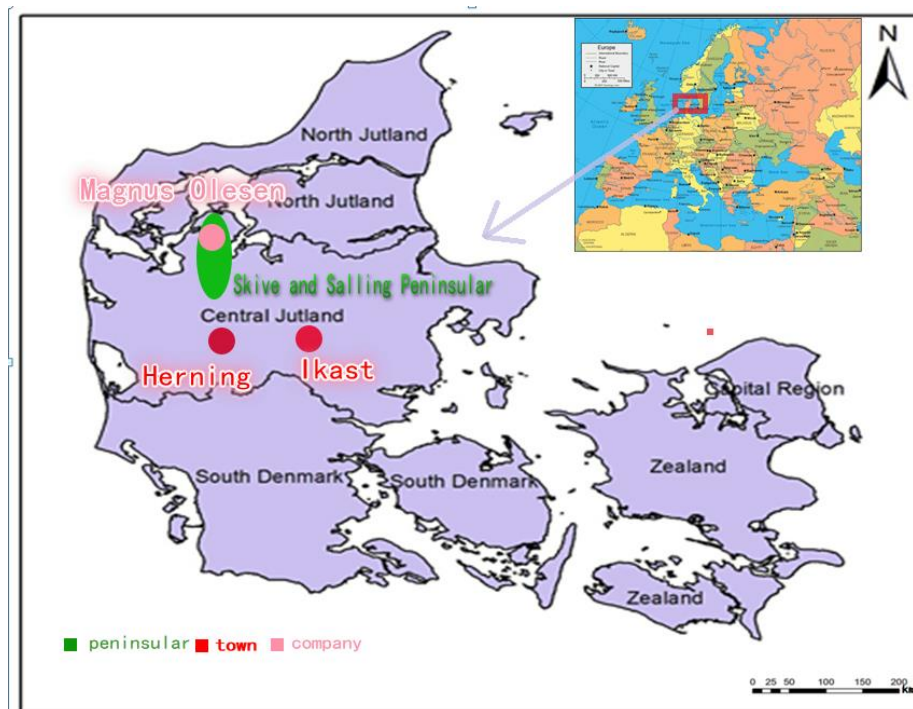 Europe
N
North Jutland
Magnus Olesen
North Jutland
Skive and Salling Peninsular
Central Jutland
Herning
Ikast
Capital Region
Zealand
South Denmark
South Denmark
Zealand
peninsular town company
0 25 50 100 150 200
km